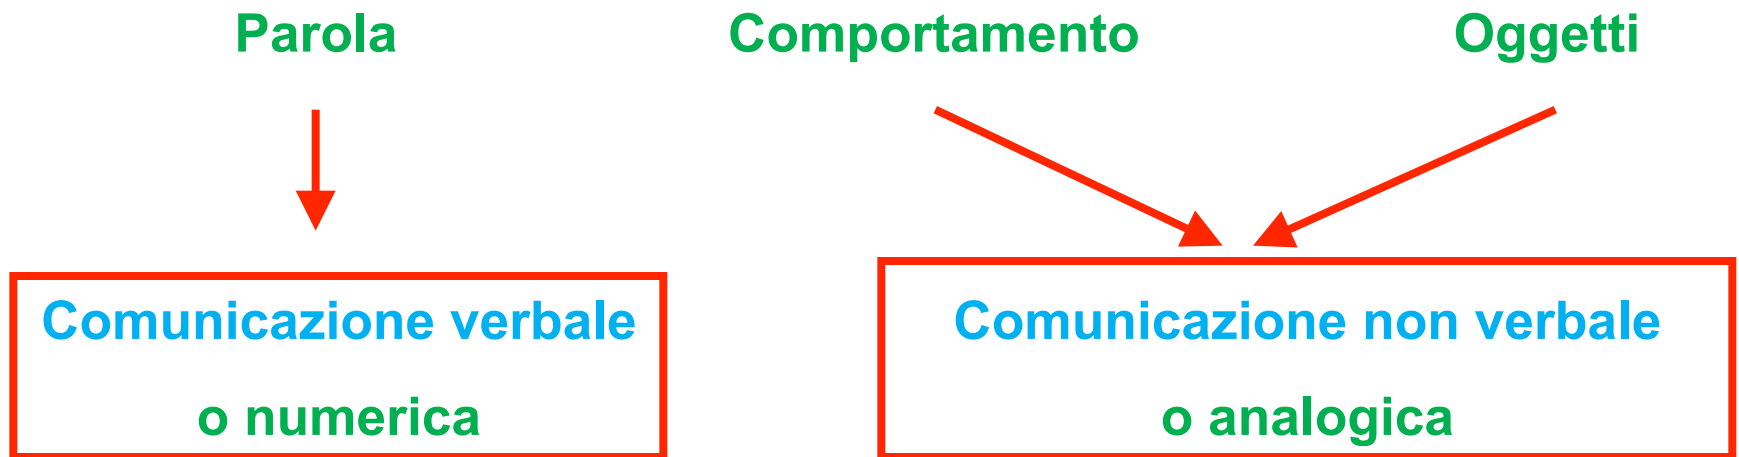 Parola Comportamento Oggetti
Comunicazione verbale
o numerica
Comunicazione non verbale
o analogica